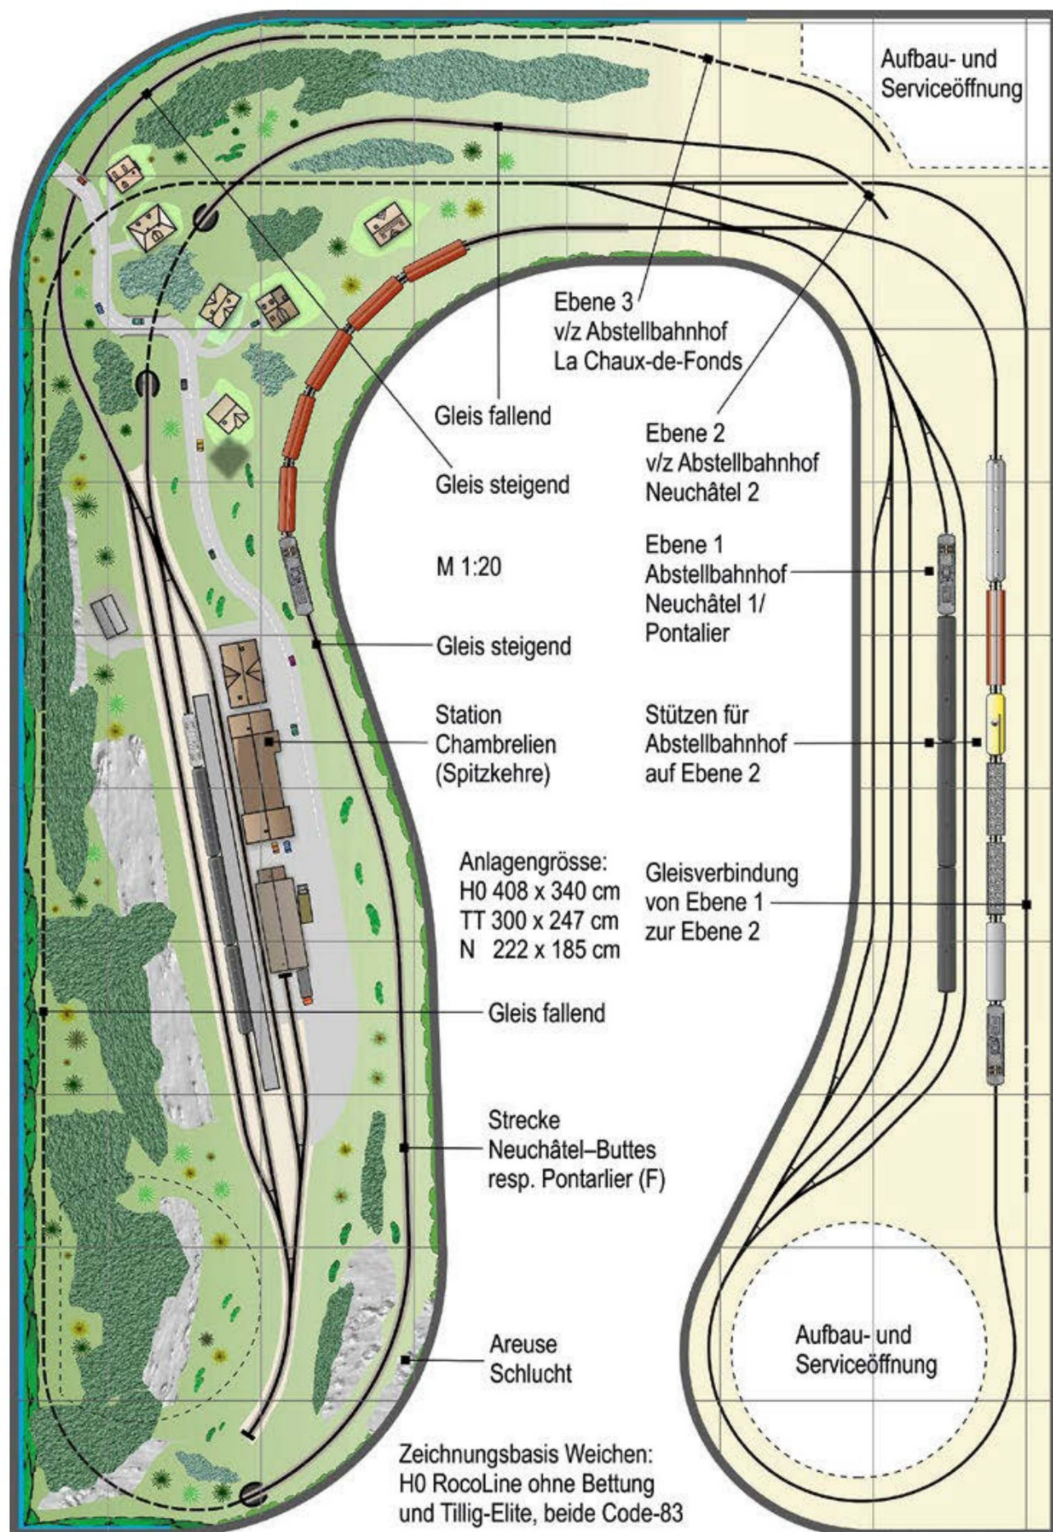 Aufbau- und
Serviceöffnung
Ebene 3
v/z Abstellbahnhof
La Chaux-de-Fonds
Gleis fallend
Ebene 2
v/z Abstellbahnhof
Neuchâtel 2
Gleis steigend
M 1:20
Ebene 1
Abstellbahnhof
Neuchâtel 1/
Pontalier
Gleis steigend
Station
Chambrelien
(Spitzkehre)
Stützen für
Abstellbahnhof
auf Ebene 2
Anlagengrösse:
H0 408 x 340 cm
TT 300 x 247 cm
N 222 x 185 cm
Gleisverbindung
von Ebene 1
zur Ebene 2
Gleis fallend
Strecke
Neuchâtel–Buttes
resp. Pontarlier (F)
Areuse
Schlucht
Aufbau- und
Serviceöffnung
Zeichnungsbasis Weichen:
H0 RocoLine ohne Bettung
und Tillig-Elite, beide Code-83